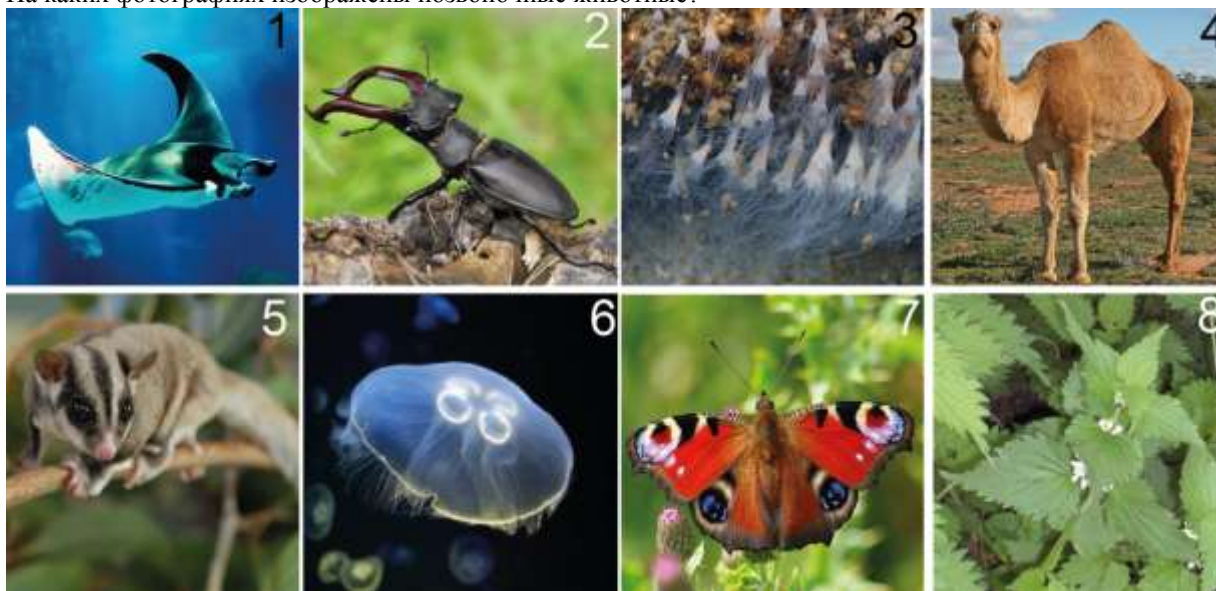 На каких фотографиях изображены позвоночные животные?
1 2 3 4
5 6 7 8